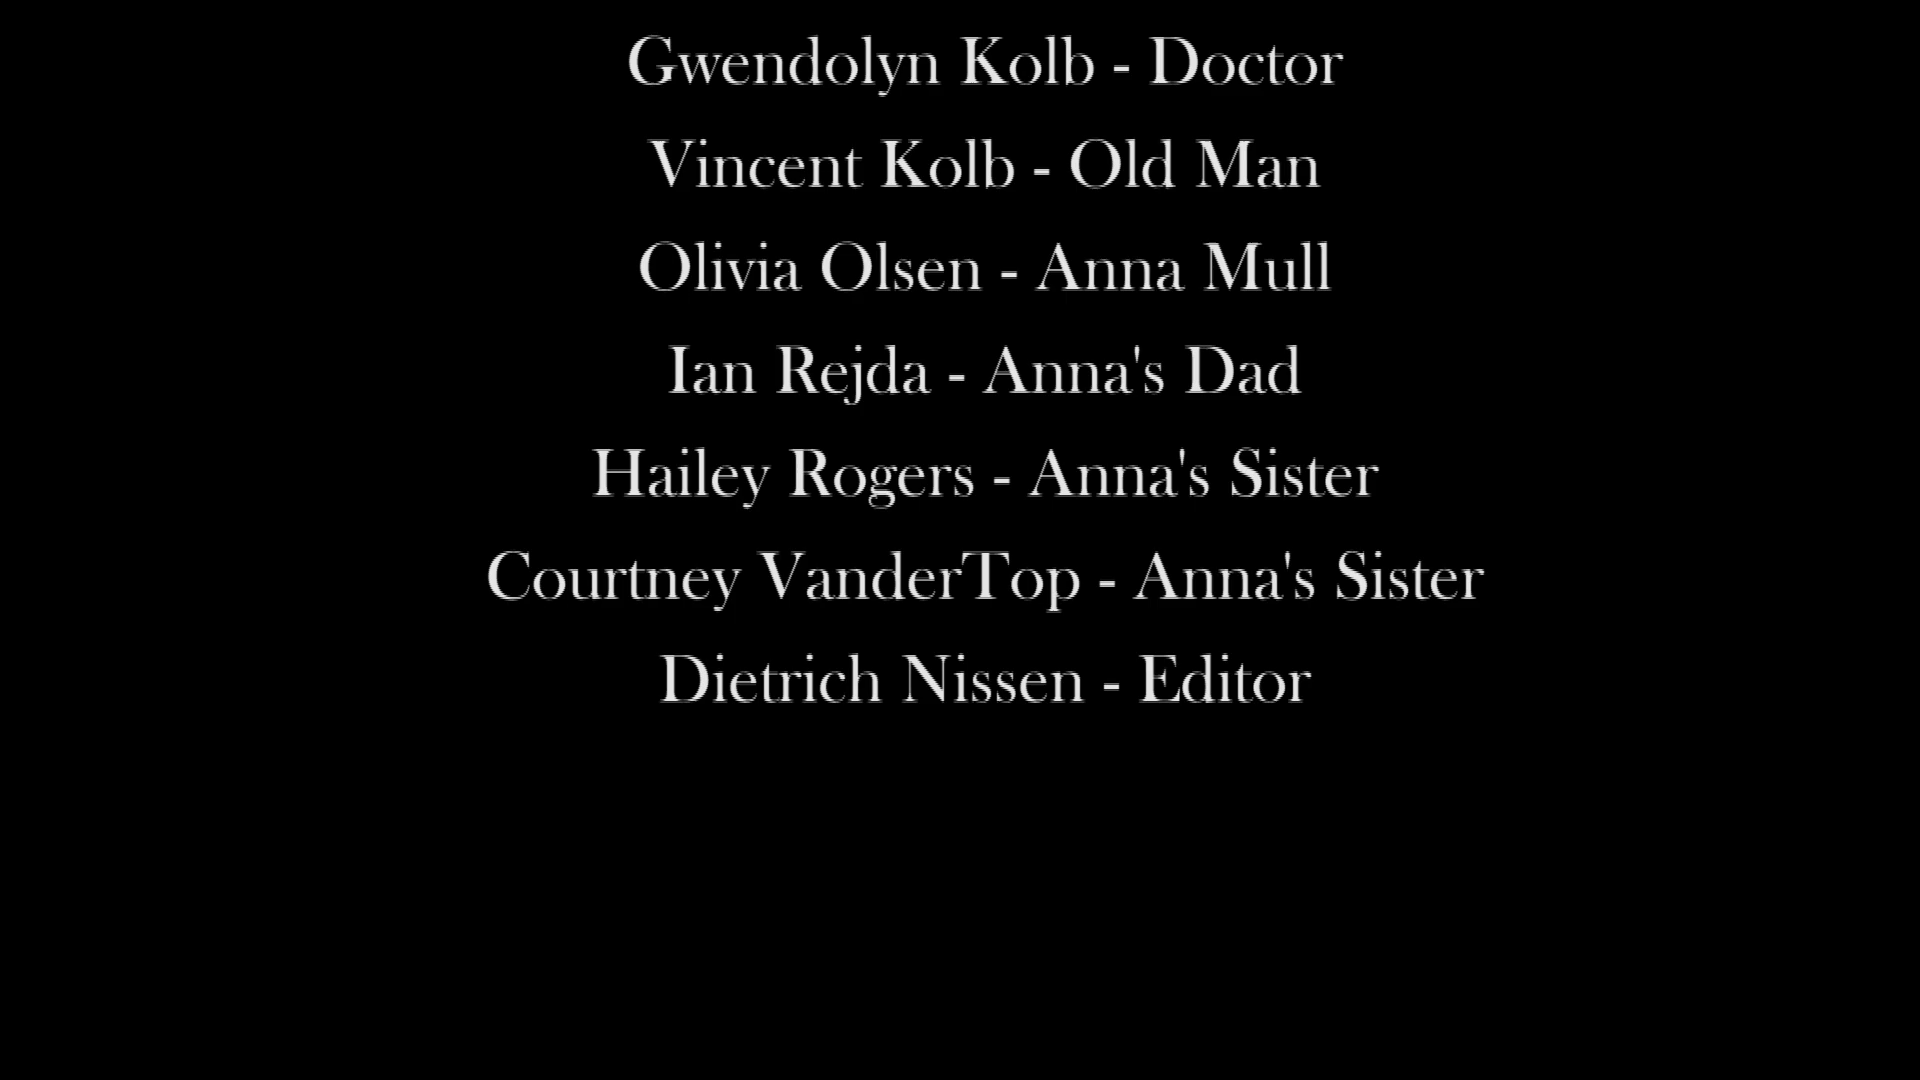 Gwendolyn Kolb - Doctor
Vincent Kolb - Old Man
Olivia Olsen - Anna Mull
Ian Rejda - Anna's Dad
Hailey Rogers - Anna's Sister
Courtney VanderTop - Anna's Sister
Dietrich Nissen - Editor